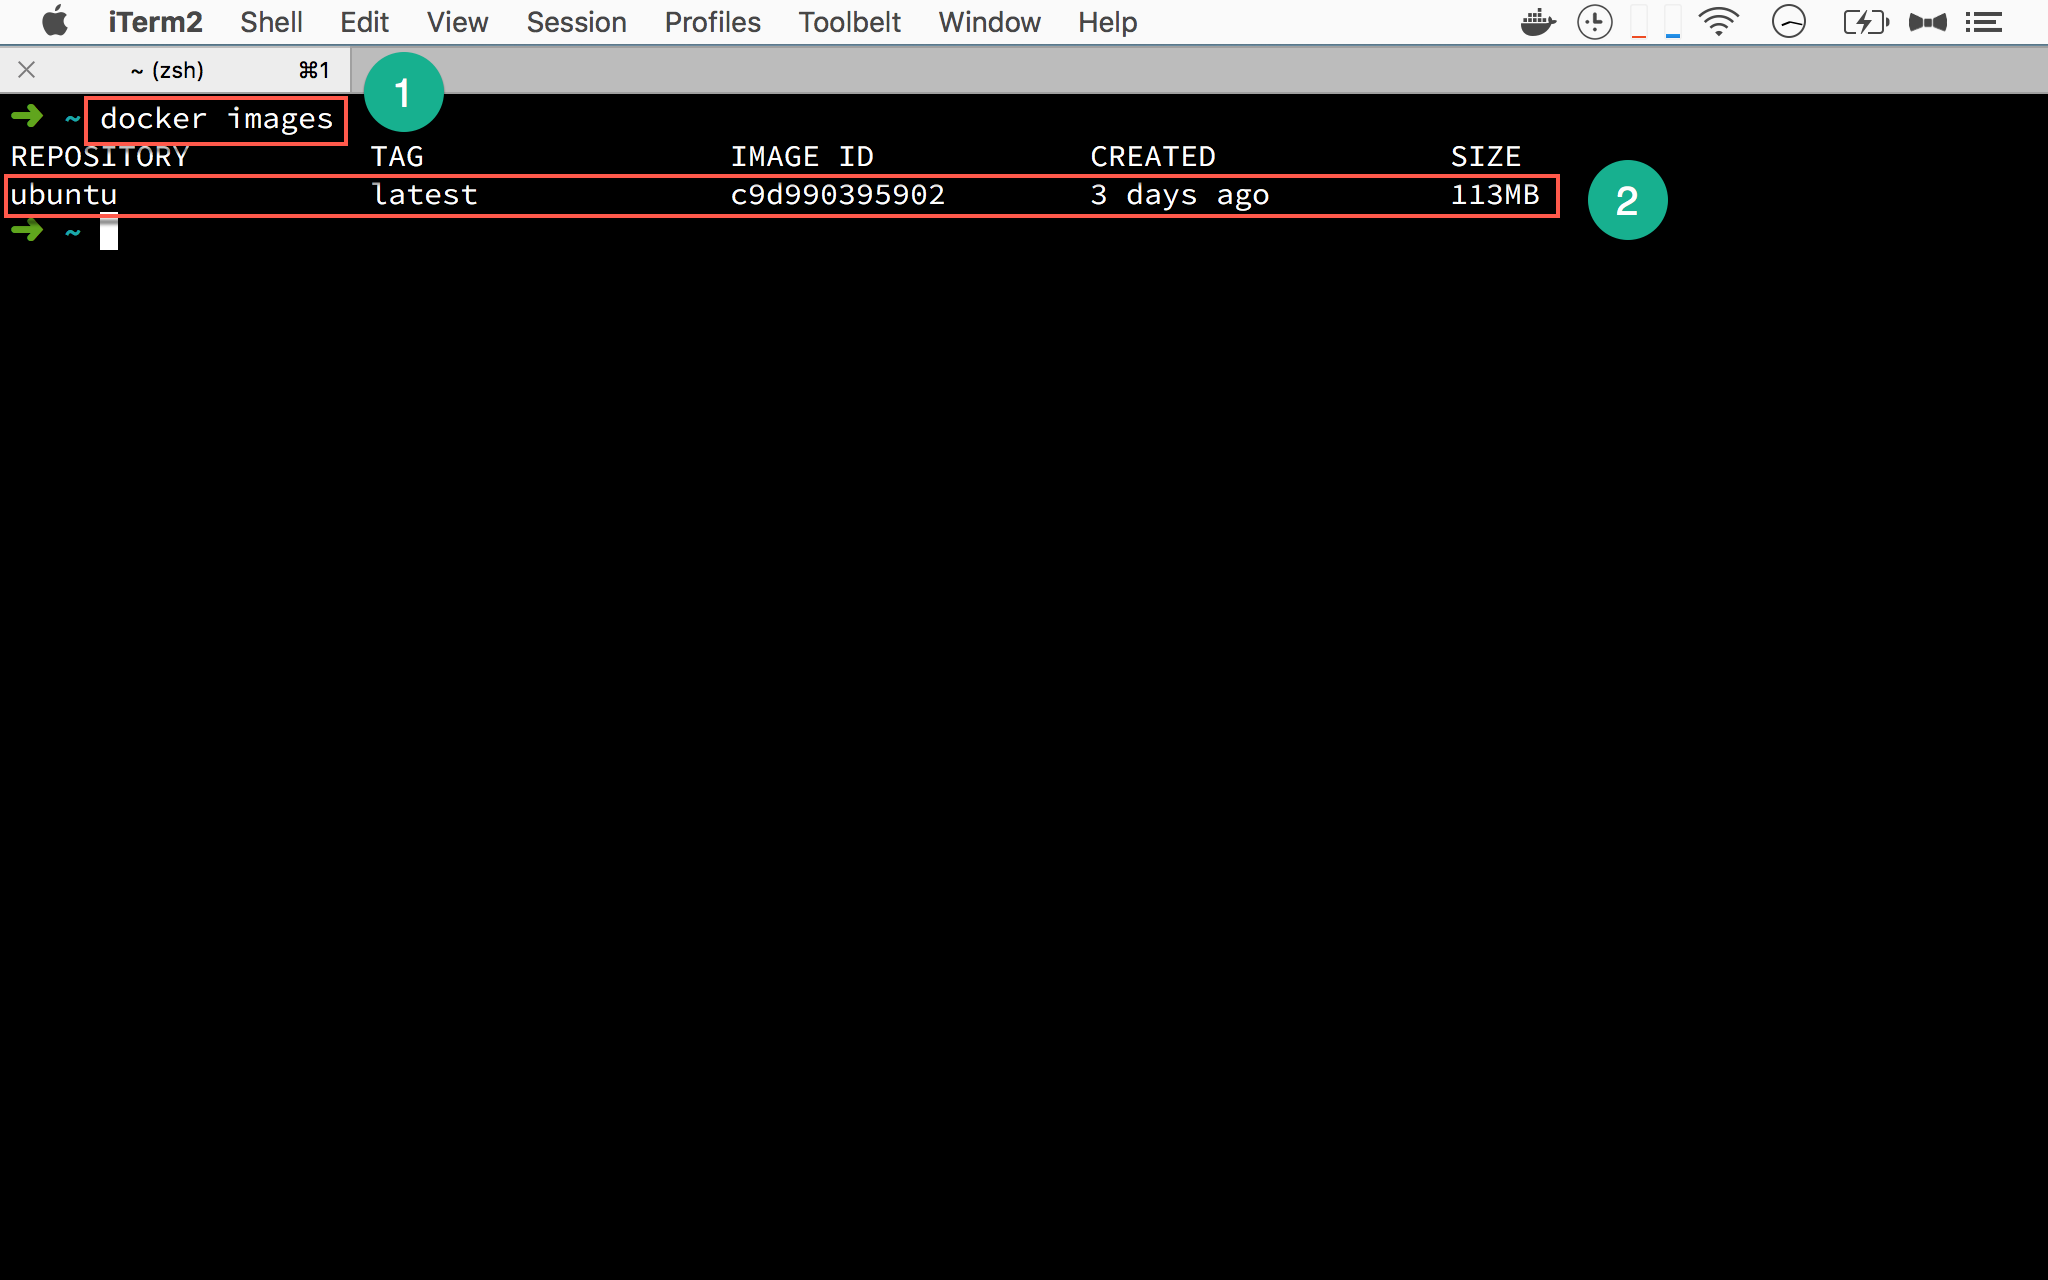 iTerm2 Shell Edit View Session Profiles Toolbelt Window Help
~ (zsh) ⌘1
1
➜ ~ docker images
REPOSITORY TAG IMAGE ID CREATED SIZE
ubuntu latest c9d990395902 3 days ago 113MB
2
➜ ~